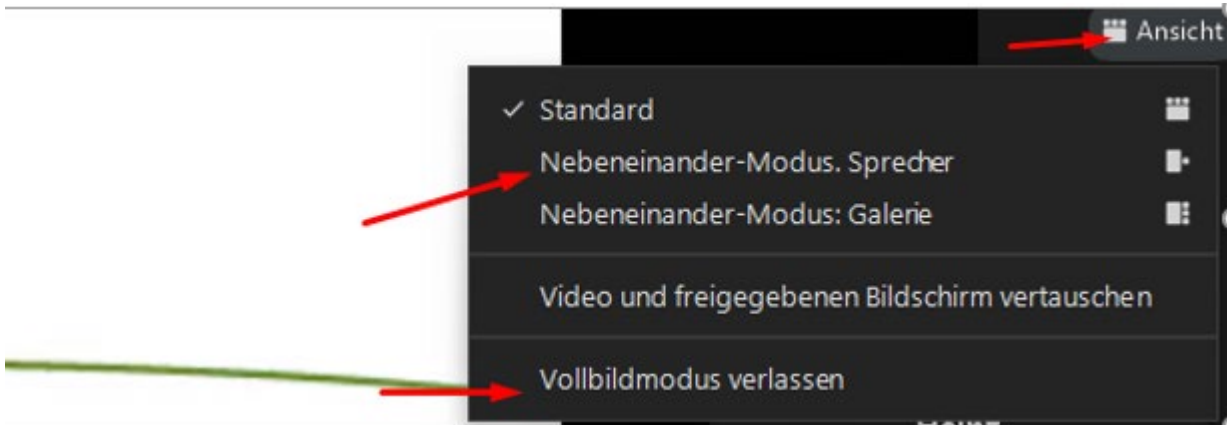 Ansicht
Standard
Nebeneinander-Modus. Sprecher
Nebeneinander-Modus: Galerie
Video und freigegebenen Bildschirm vertauschen
Vollbildmodus verlassen